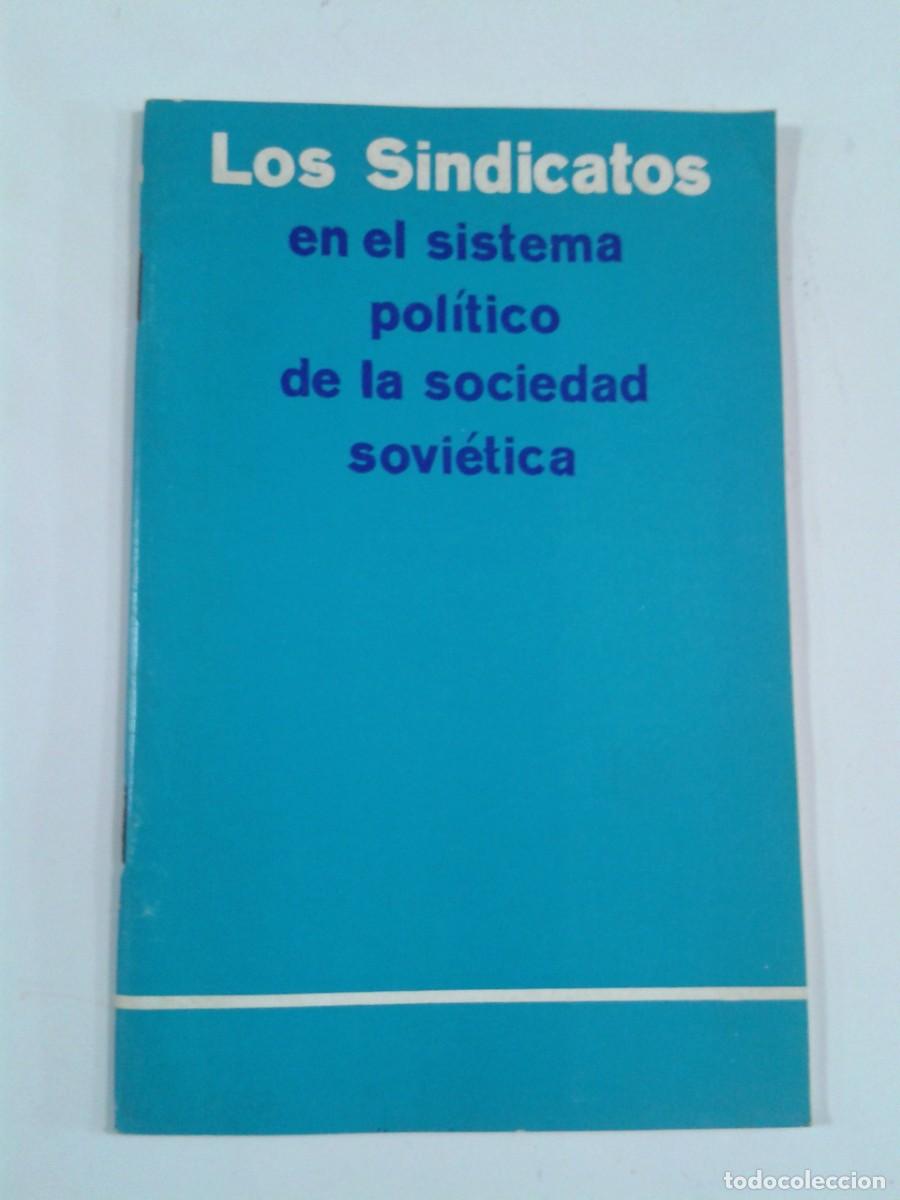 Los Sindicatos
en el sistema
político
de la sociedad
soviética
todocoleccion